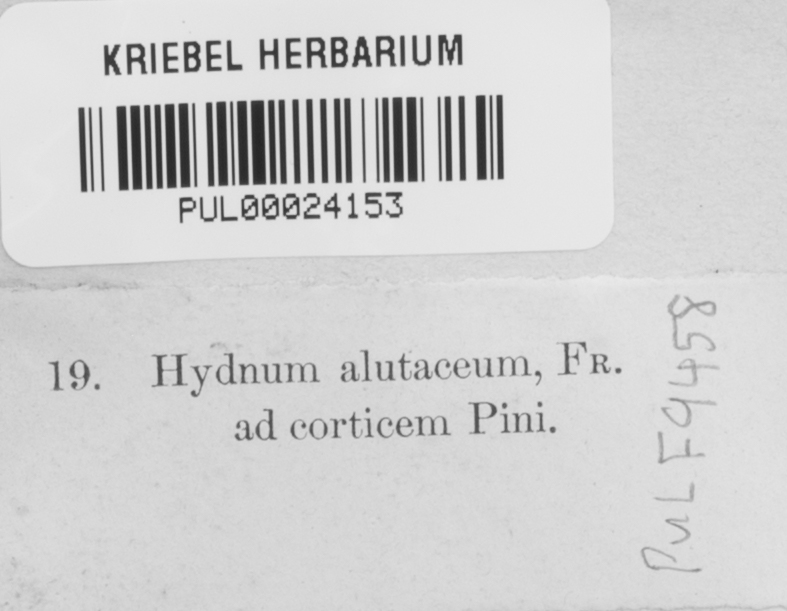 KRIEBEL HERBARIUM
PUL00024153
19. Hydnum alutaceum, FR.
ad corticem Pini.
PUL F9458